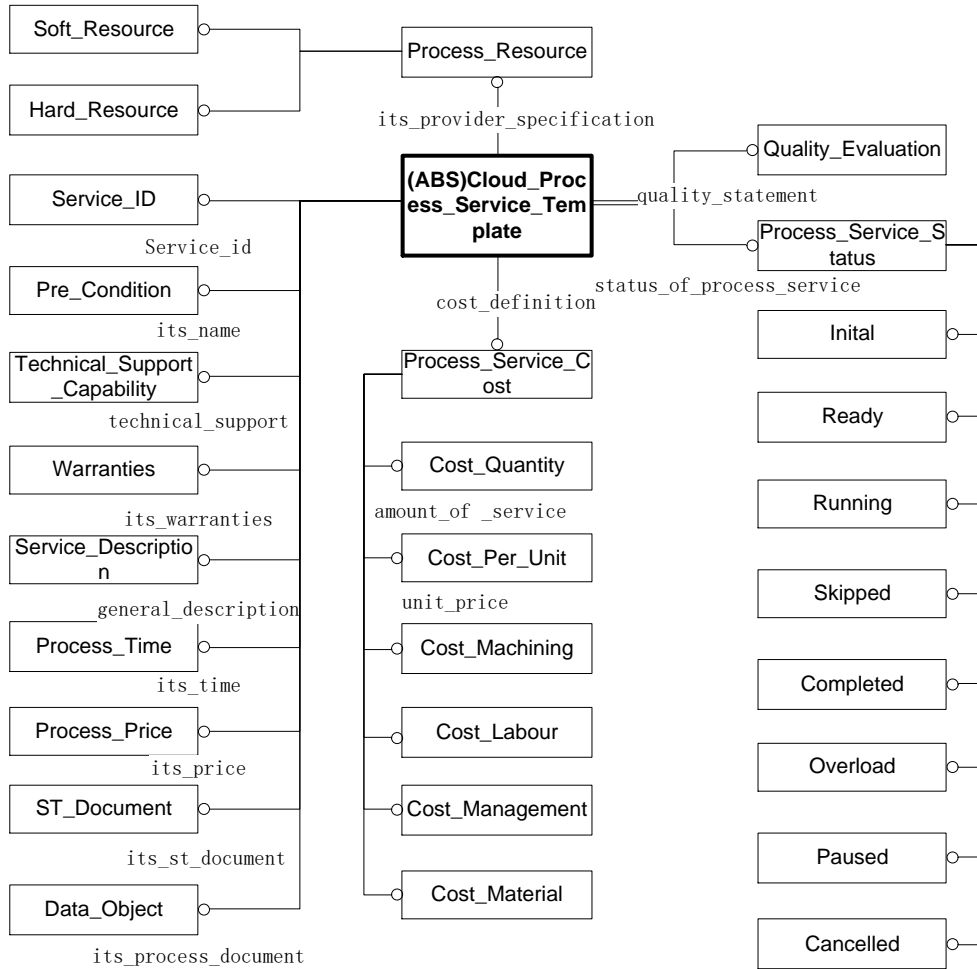 Soft_Resource
Process_Resource
Hard_Resource
its_provider_specification
(ABS)Cloud_Proc
ess_Service_Tem
plate
Quality_Evaluation
quality_statement
Process_Service_S
tatus
status_of_process_service
Service_ID
Service_id
Pre_Condition
its_name
Technical_Support
_Capability
technical_support
Warranties
its_warranties
Service_Descriptio
n
general_description
Process_Time
its_time
Process_Price
its_price
ST_Document
its_st_document
Data_Object
its_process_document
cost_definition
Process_Service_C
ost
Cost_Quantity
amount_of _service
Cost_Per_Unit
unit_price
Cost_Machining
Cost_Labour
Cost_Management
Cost_Material
Inital
Ready
Running
Skipped
Completed
Overload
Paused
Cancelled